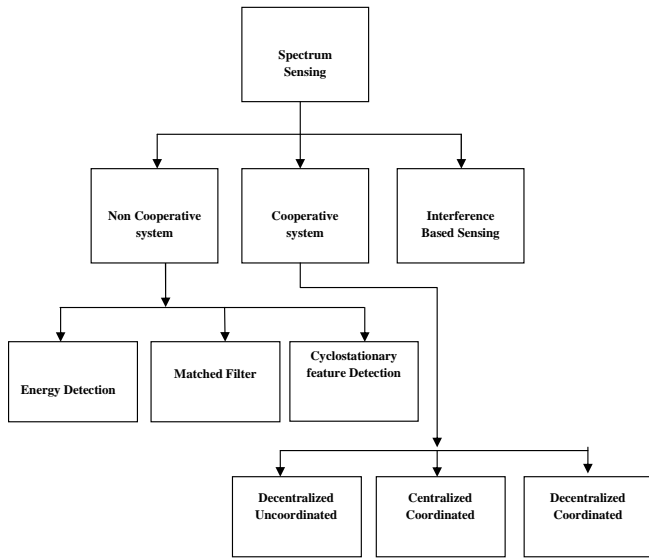 Spectrum
Sensing
Non Cooperative
system
Cooperative
system
Interference
Based Sensing
Energy Detection
Matched Filter
Cyclostationary
feature Detection
Decentralized
Uncoordinated
Centralized
Coordinated
Decentralized
Coordinated